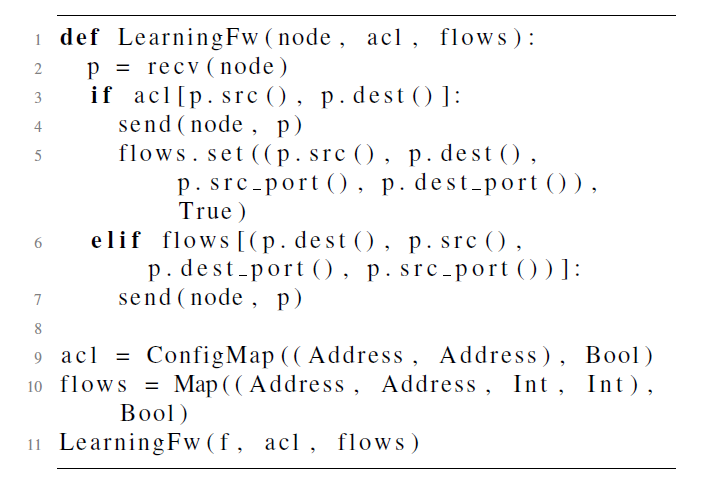 1 def LearningFw(node, acl, flows):
2 p = recv(node)
3 if acl[p.src(), p.dest()]:
4 send(node, p)
5 flows.set((p.src(), p.dest(),
p.src_port(), p.dest_port()),
True)
6 elif flows[(p.dest(), p.src(),
p.dest_port(), p.src_port())]:
7 send(node, p)
8
9 acl = ConfigMap((Address, Address), Bool)
10 flows = Map((Address, Address, Int, Int),
Bool)
11 LearningFw(f, acl, flows)